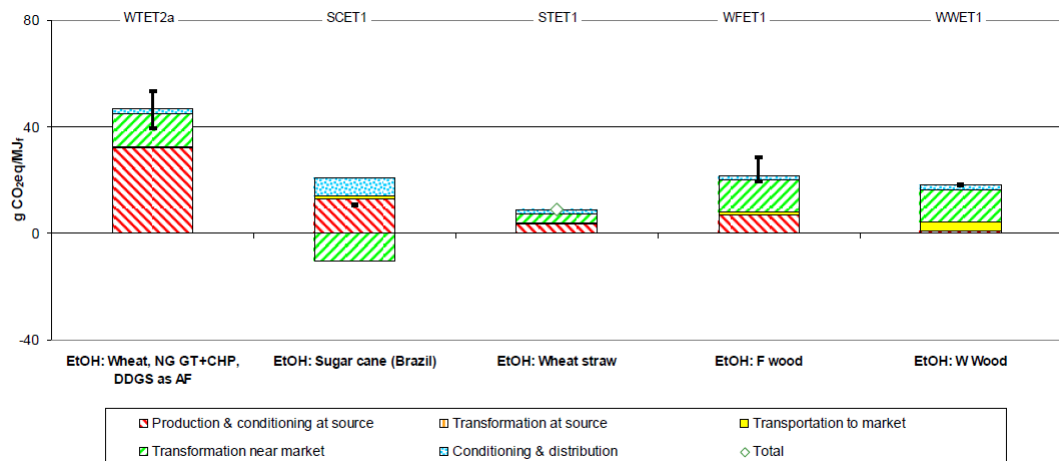 80
WTET2a
SCET1
STET1
WFET1
WWET1
40
0
-40
g CO2eq/MJf
EtOH: Wheat, NG GT+CHP,
DDGS as AF
EtOH: Sugar cane (Brazil)
EtOH: Wheat straw
EtOH: F wood
EtOH: W Wood
Production & conditioning at source
Transformation at source
Transportation to market
Transformation near market
Conditioning & distribution
Total